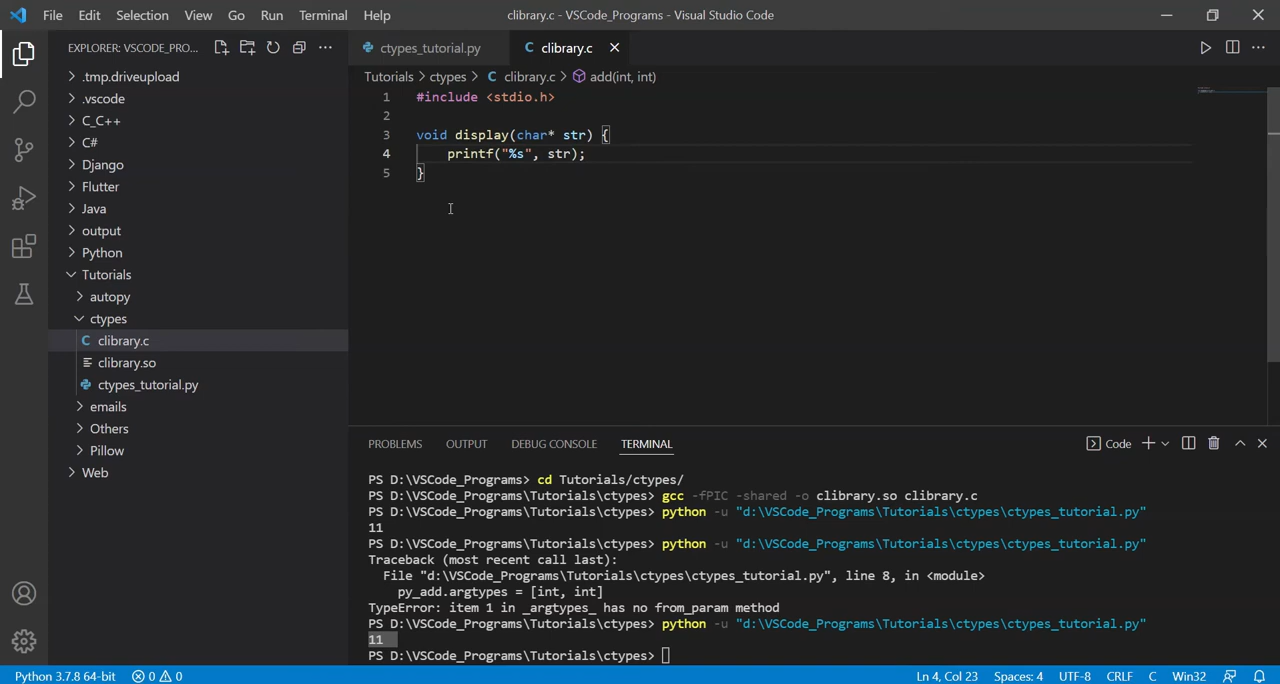 File Edit Selection View Go Run Terminal Help clibrary.c - VSCode_Programs - Visual Studio Code
EXPLORER: VSCODE_PRO... ...
ctypes_tutorial.py clibrary.c
Tutorials > ctypes > C clibrary.c > add(int, int)
.tmp.driveupload
.vscode
C_C++
C#
Django
Flutter
Java
output
Python
Tutorials
autopy
ctypes
C clibrary.c
clibrary.so
ctypes_tutorial.py
emails
Others
Pillow
Web
1 #include <stdio.h>
2
3 void display(char* str) {
4 printf("%s", str);
5 }
PROBLEMS OUTPUT DEBUG CONSOLE TERMINAL Code
PS D:\VSCode_Programs> cd Tutorials/ctypes/
PS D:\VSCode_Programs\Tutorials\ctypes> gcc -fPIC -shared -o clibrary.so clibrary.c
PS D:\VSCode_Programs\Tutorials\ctypes> python -u "d:\VSCode_Programs\Tutorials\ctypes\ctypes_tutorial.py"
11
PS D:\VSCode_Programs\Tutorials\ctypes> python -u "d:\VSCode_Programs\Tutorials\ctypes\ctypes_tutorial.py"
Traceback (most recent call last):
File "d:\VSCode_Programs\Tutorials\ctypes\ctypes_tutorial.py", line 8, in <module>
py_add.argtypes = [int, int]
TypeError: item 1 in _argtypes_ has no from_param method
PS D:\VSCode_Programs\Tutorials\ctypes> python -u "d:\VSCode_Programs\Tutorials\ctypes\ctypes_tutorial.py"
11
PS D:\VSCode_Programs\Tutorials\ctypes>
Python 3.7.8 64-bit 0 0 Ln 4, Col 23 Spaces: 4 UTF-8 CRLF C Win32